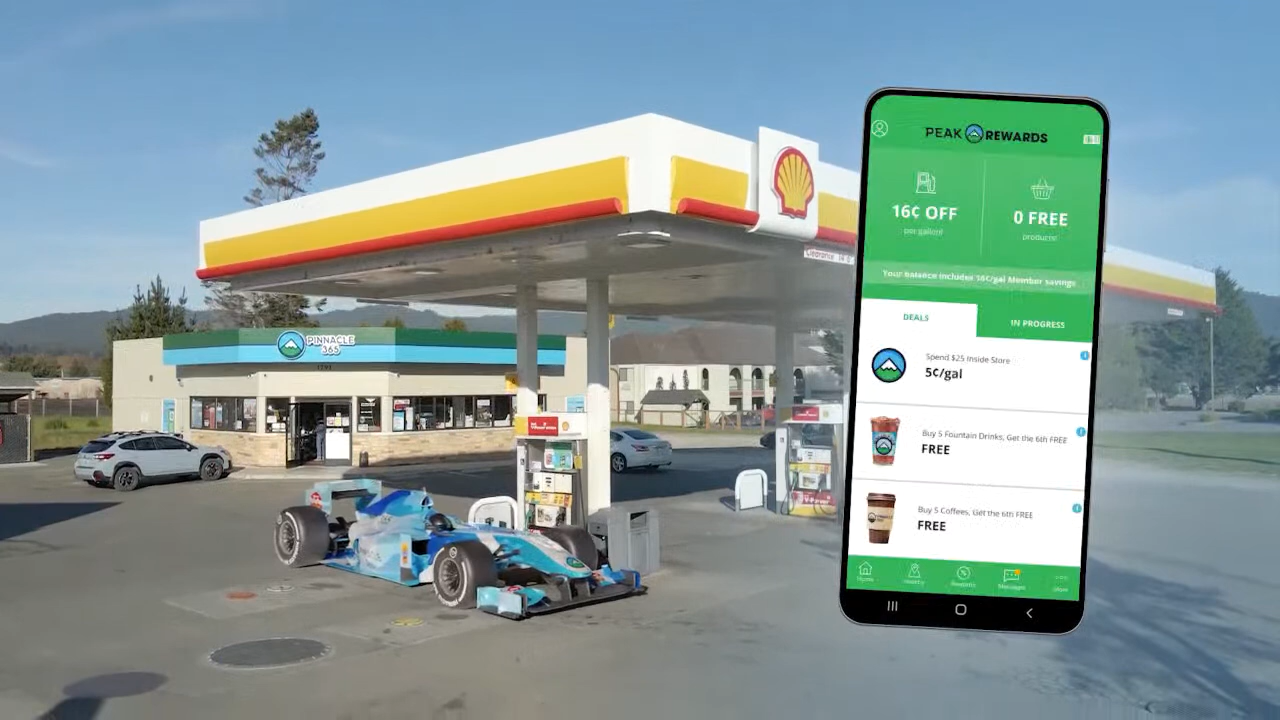 PINNACLE
365
PEAK REWARDS
16¢ OFF
per gallon!
0 FREE
products!
Your balance includes 16¢/gal Member savings
DEALS
IN PROGRESS
Spend $25 Inside Store
5¢/gal
Buy 5 Fountain Drinks, Get the 6th FREE
FREE
Buy 5 Coffees, Get the 6th FREE
FREE
Home
Nearby
Rewards
Messages
More